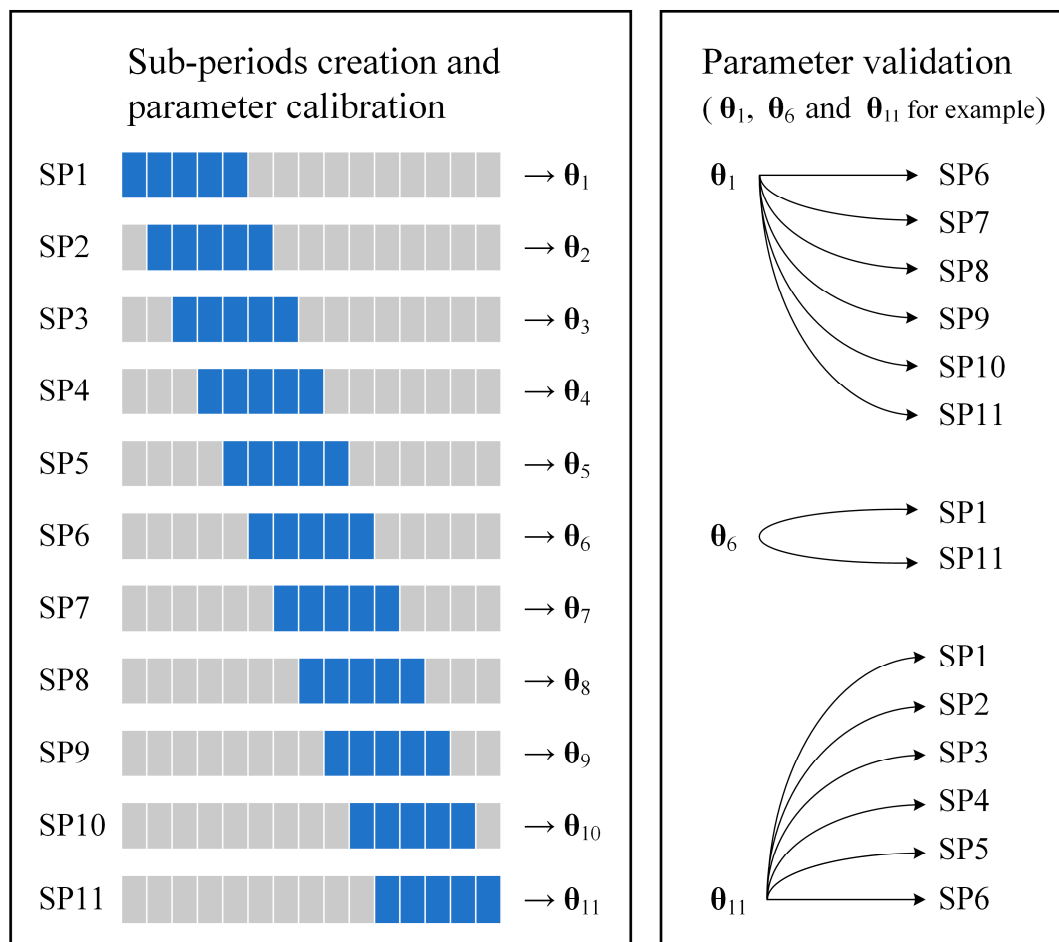 Sub-periods creation and
parameter calibration
SP1 → θ₁
SP2 → θ₂
SP3 → θ₃
SP4 → θ₄
SP5 → θ₅
SP6 → θ₆
SP7 → θ₇
SP8 → θ₈
SP9 → θ₉
SP10 → θ₁₀
SP11 → θ₁₁
Parameter validation
( θ₁, θ₆ and θ₁₁ for example)
θ₁ SP6
SP7
SP8
SP9
SP10
SP11
SP1
θ₆
SP11
SP1
SP2
SP3
SP4
SP5
θ₁₁ SP6